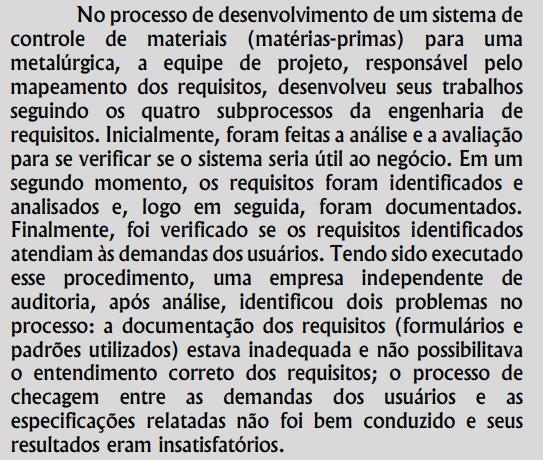 No processo de desenvolvimento de um sistema de
controle de materiais (matérias-primas) para uma
metalúrgica, a equipe de projeto, responsável pelo
mapeamento dos requisitos, desenvolveu seus trabalhos
seguindo os quatro subprocessos da engenharia de
requisitos. Inicialmente, foram feitas a análise e a avaliação
para se verificar se o sistema seria útil ao negócio. Em um
segundo momento, os requisitos foram identificados e
analisados e, logo em seguida, foram documentados.
Finalmente, foi verificado se os requisitos identificados
atendiam às demandas dos usuários. Tendo sido executado
esse procedimento, uma empresa independente de
auditoria, após análise, identificou dois problemas no
processo: a documentação dos requisitos (formulários e
padrões utilizados) estava inadequada e não possibilitava
o entendimento correto dos requisitos; o processo de
checagem entre as demandas dos usuários e as
especificações relatadas não foi bem conduzido e seus
resultados eram insatisfatórios.